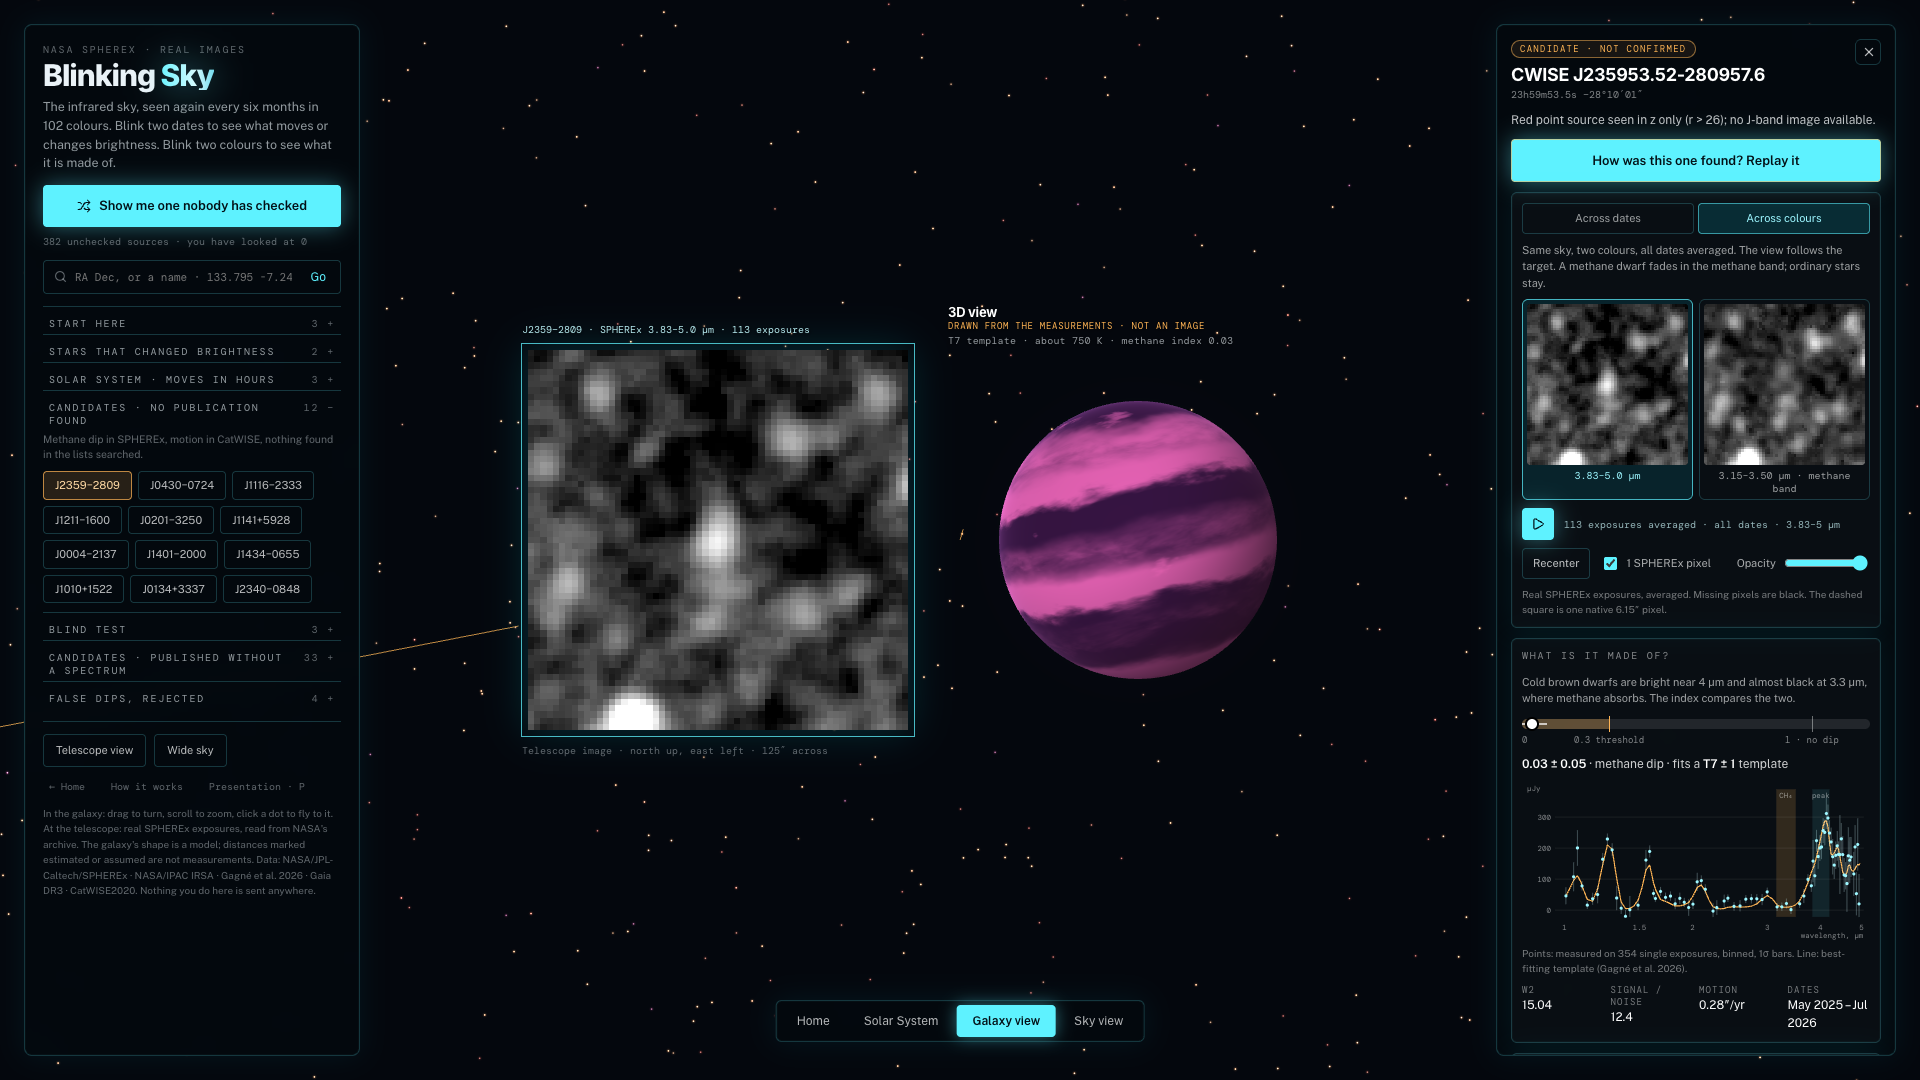 NASA SPHEREX · REAL IMAGES
Blinking Sky
The infrared sky, seen again every six months in
102 colours. Blink two dates to see what moves or
changes brightness. Blink two colours to see what
it is made of.
Show me one nobody has checked
382 unchecked sources · you have looked at 0
RA Dec, or a name · 133.795 -7.24
Go
START HERE 3 +
STARS THAT CHANGED BRIGHTNESS 2 +
SOLAR SYSTEM · MOVES IN HOURS 3 +
CANDIDATES · NO PUBLICATION
FOUND 12 −
Methane dip in SPHEREx, motion in CatWISE, nothing found
in the lists searched.
J2359−2809 J0430−0724 J1116−2333
J1211−1600 J0201−3250 J1141+5928
J0004−2137 J1401−2000 J1434−0655
J1010+1522 J0134+3337 J2340−0848
BLIND TEST 3 +
CANDIDATES · PUBLISHED WITHOUT
A SPECTRUM 33 +
FALSE DIPS, REJECTED 4 +
Telescope view Wide sky
← Home How it works Presentation · P
In the galaxy: drag to turn, scroll to zoom, click a dot to fly to it.
At the telescope: real SPHEREx exposures, read from NASA's
archive. The galaxy's shape is a model; distances marked
estimated or assumed are not measurements. Data: NASA/JPL-
Caltech/SPHEREx · NASA/IPAC IRSA · Gagné et al. 2026 · Gaia
DR3 · CatWISE2020. Nothing you do here is sent anywhere.
J2359−2809 · SPHEREx 3.83–5.0 µm · 113 exposures
Telescope image · north up, east left · 125″ across
3D view
DRAWN FROM THE MEASUREMENTS · NOT AN IMAGE
T7 template · about 750 K · methane index 0.03
Home Solar System Galaxy view Sky view
CANDIDATE · NOT CONFIRMED
CWISE J235953.52-280957.6
23h59m53.5s −28°10′01″
Red point source seen in z only (r > 26); no J-band image available.
How was this one found? Replay it
Across dates Across colours
Same sky, two colours, all dates averaged. The view follows the
target. A methane dwarf fades in the methane band; ordinary stars
stay.
3.83–5.0 µm
3.15–3.50 µm · methane
band
113 exposures averaged · all dates · 3.83–5 µm
Recenter 1 SPHEREx pixel Opacity
Real SPHEREx exposures, averaged. Missing pixels are black. The dashed
square is one native 6.15″ pixel.
WHAT IS IT MADE OF?
Cold brown dwarfs are bright near 4 µm and almost black at 3.3 µm,
where methane absorbs. The index compares the two.
0 0.3 threshold 1 · no dip
0.03 ± 0.05 · methane dip · fits a T7 ± 1 template
µJy
CH₄ peak
300
200
100
0
1 1.5 2 3 4 5
wavelength, µm
Points: measured on 354 single exposures, binned, 1σ bars. Line: best-
fitting template (Gagné et al. 2026).
W2
15.04
SIGNAL /
NOISE
12.4
MOTION
0.28″/yr
DATES
May 2025 – Jul
2026